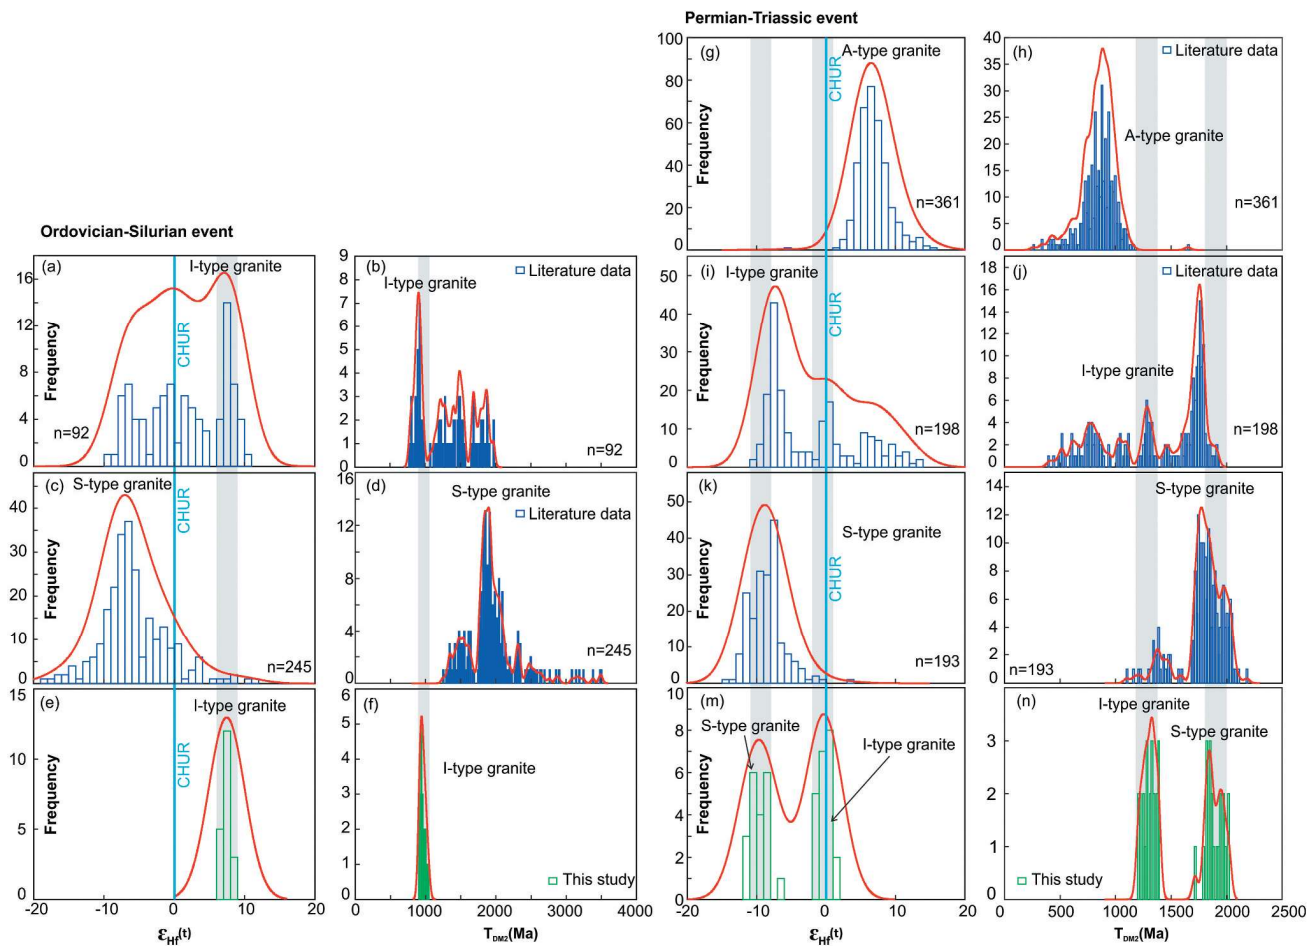 Permian-Triassic event
100
80
60
40
20
0
Frequency
(g)
A-type granite
CHUR
n=361
-10
0
10
20
40
35
30
25
20
15
10
5
0
(h)
Literature data
A-type granite
n=361
Ordovician-Silurian event
16
12
8
4
0
Frequency
(a)
I-type granite
CHUR
n=92
9
8
7
6
5
4
3
2
1
0
(b)
I-type granite
Literature data
n=92
50
40
30
20
10
0
Frequency
(i)
I-type granite
CHUR
n=198
18
16
14
12
10
8
6
4
2
0
(j)
Literature data
I-type granite
n=198
40
30
20
10
0
Frequency
(c)
S-type granite
CHUR
n=245
16
12
8
4
0
(d)
S-type granite
Literature data
n=245
50
40
30
20
10
0
Frequency
(k)
S-type granite
CHUR
n=193
12
10
8
6
4
2
0
S-type granite
n=193
15
10
5
0
Frequency
(e)
I-type granite
CHUR
-20
-10
0
10
20
εHf(t)
6
5
4
3
2
1
0
(f)
I-type granite
This study
0
1000
2000
3000
4000
TDM2(Ma)
10
8
6
4
2
0
Frequency
(m)
S-type granite
I-type granite
-20
-10
0
10
20
εHf(t)
3
2
1
0
(n)
I-type granite
S-type granite
This study
0
500
1000
1500
2000
2500
TDM2(Ma)